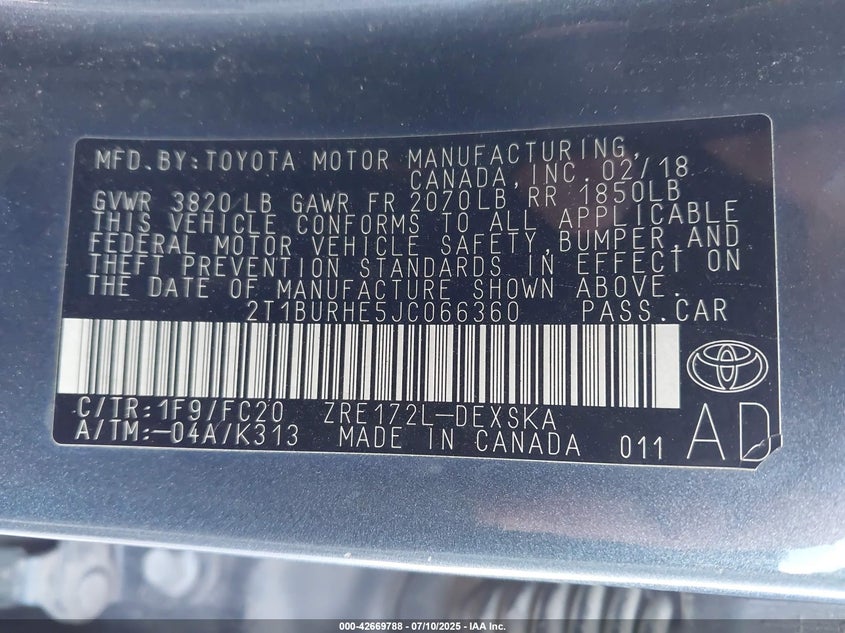 MFD.BY:TOYOTA MOTOR MANUFACTURING,
CANADA,INC. 02/18
GVWR 3820 LB GAWR FR 2070LB RR 1850LB
THIS VEHICLE CONFORMS TO ALL APPLICABLE
FEDERAL MOTOR VEHICLE SAFETY,BUMPER,AND
THEFT PREVENTION STANDARDS IN EFFECT ON
THE DATE OF MANUFACTURE SHOWN ABOVE.
2T1BURHE5JC066360 PASS.CAR
C/TR:1F9/FC20 ZRE172L-DEXSKA
A/TM:-04A/K313 MADE IN CANADA 011 AD
000-42669788 - 07/10/2025 - IAA Inc.